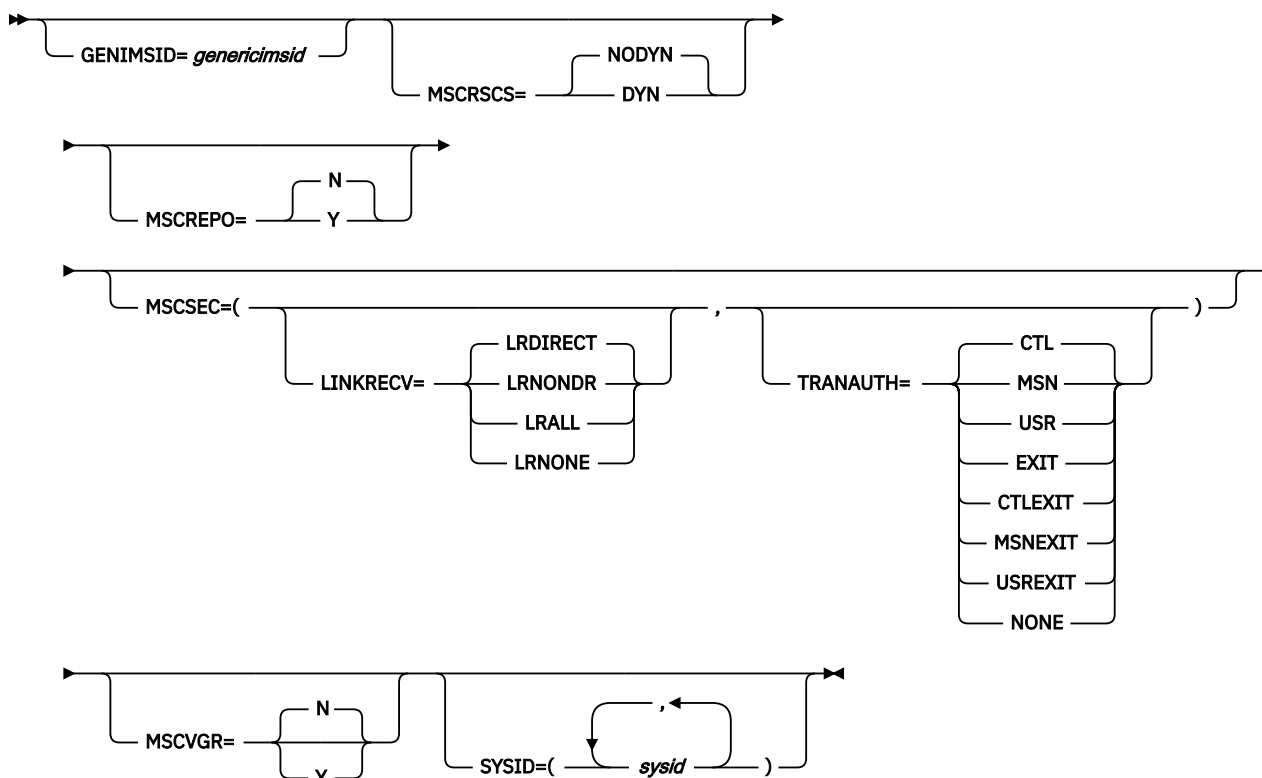 GENIMSID= genericimsid
MSCRSCS=
NODYN
DYN
MSCREPO=
N
Y
MSCSEC=(
LINKRECV=
LRDIRECT
LRNONDR
LRALL
LRNONE
,
TRANAUTH=
CTL
MSN
USR
EXIT
CTLEXIT
MSNEXIT
USREXIT
NONE
)
MSCVGR=
N
Y
SYSID=(
,
sysid
)